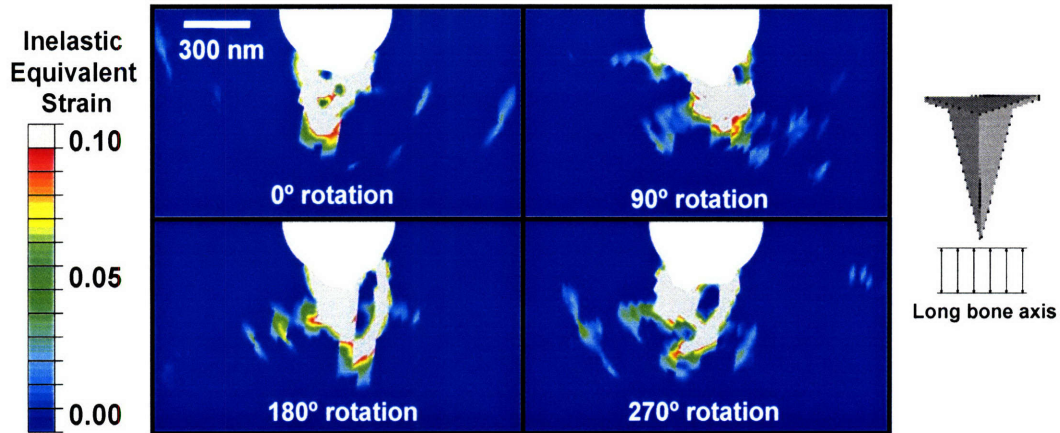 Inelastic
Equivalent
Strain
0.10
0.05
0.00
300 nm
0º rotation
90º rotation
180º rotation
270º rotation
Long bone axis